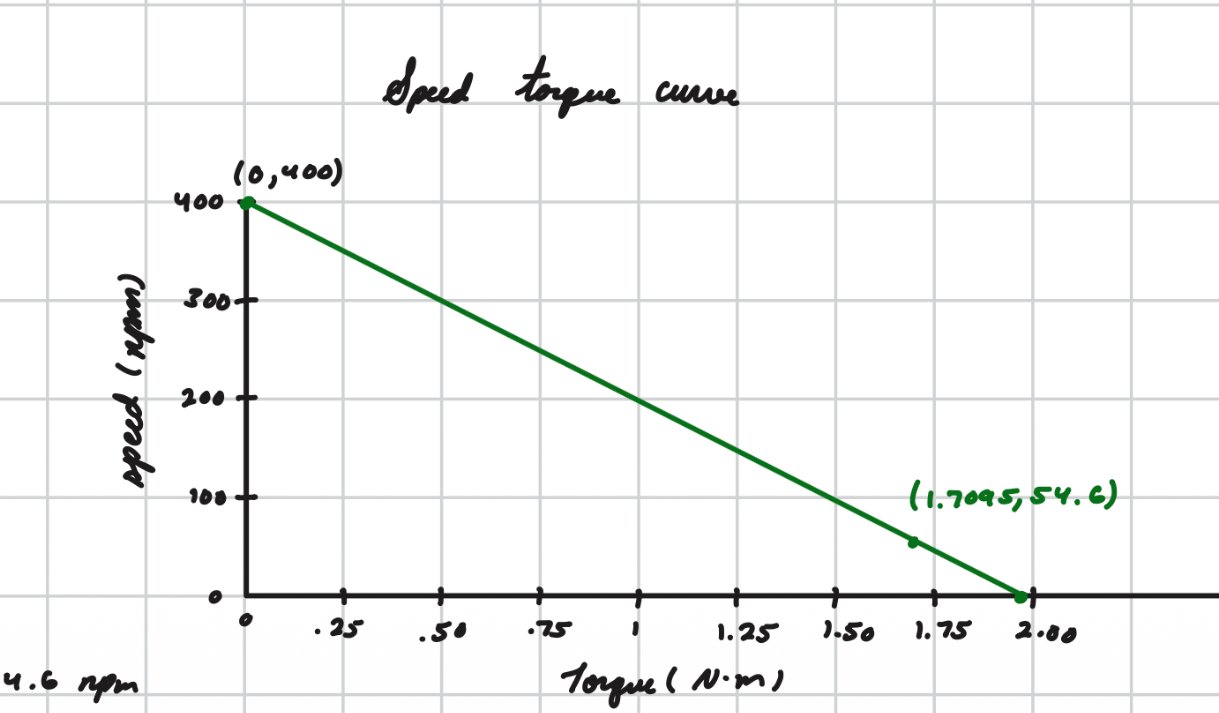 Speed torque curve
(0,400)
400
300
speed (rpm)
200
100
(1.7095, 54.6)
0
0 .25 .50 .75 1 1.25 1.50 1.75 2.00
4.6 rpm
Torque (N·m)